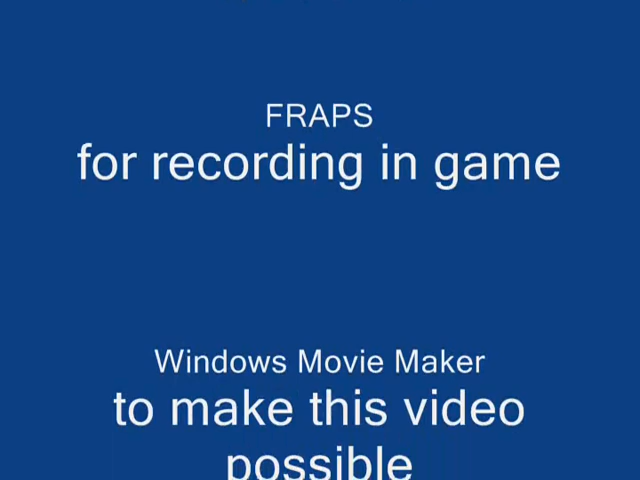 FRAPS
for recording in game
Windows Movie Maker
to make this video
possible